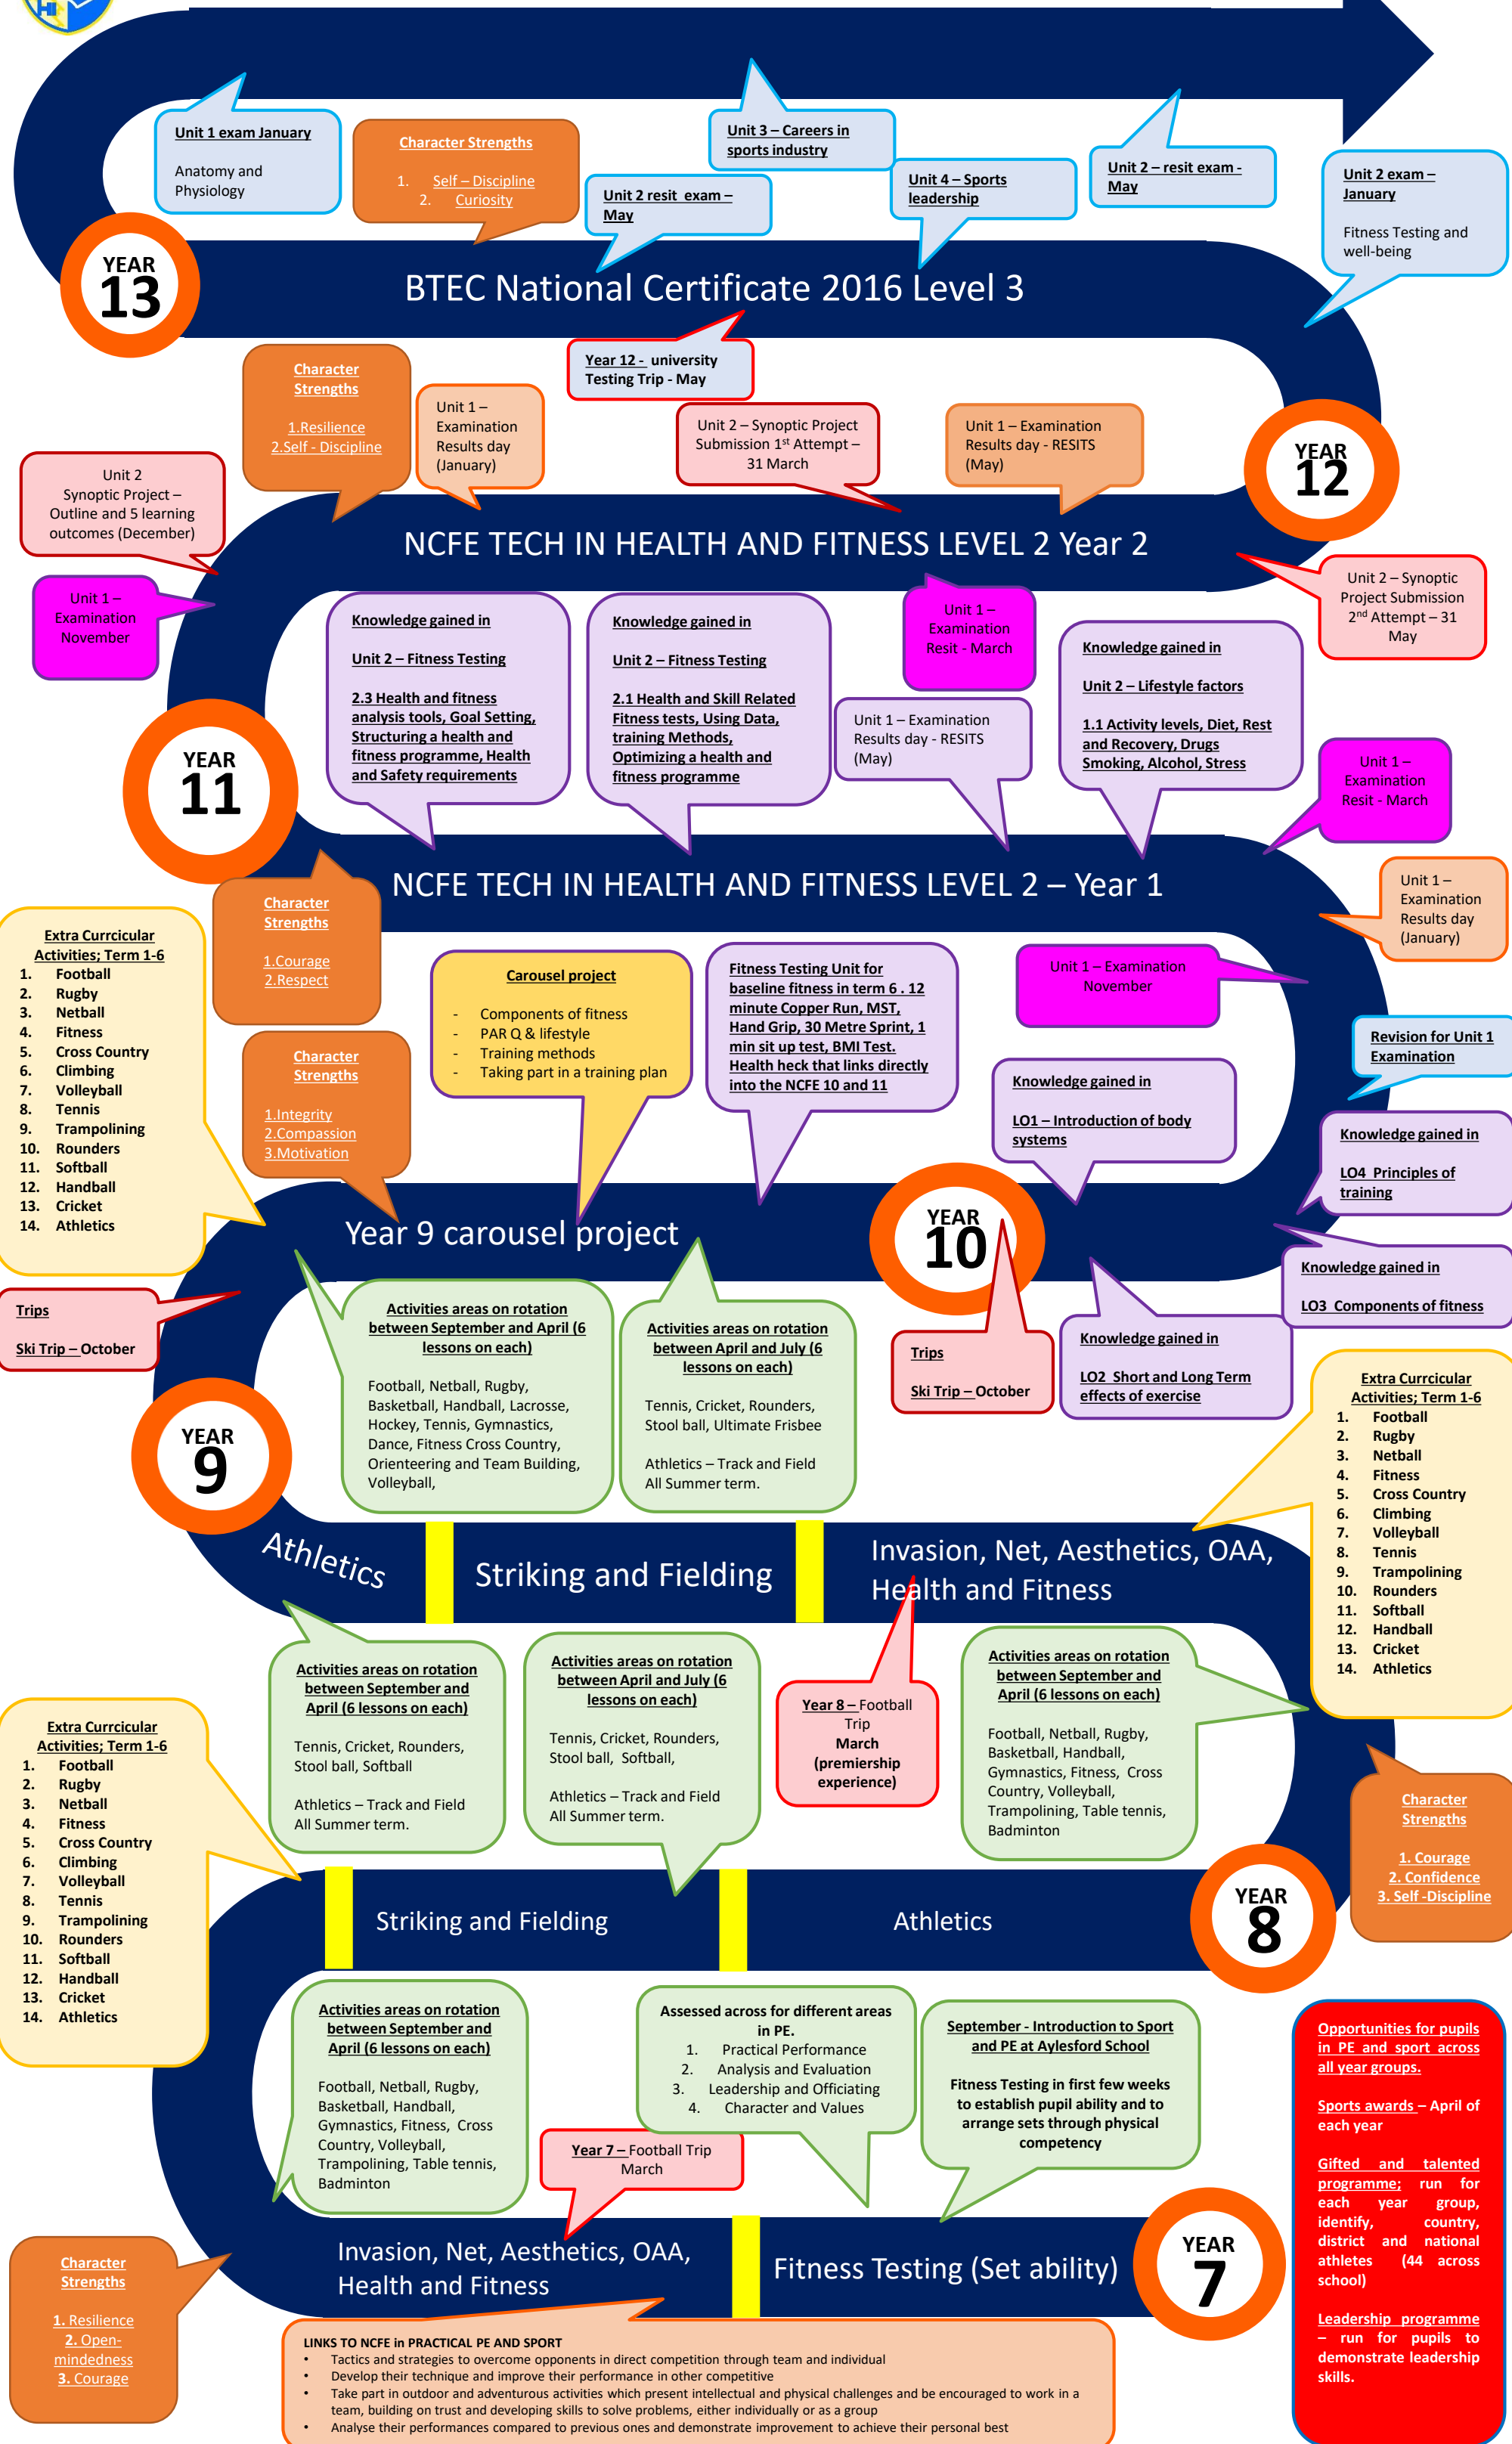 HI
Unit 1 exam January
Anatomy and
Physiology
Character Strengths
1. Self – Discipline
2. Curiosity
Unit 3 – Careers in
sports industry
Unit 2 resit exam –
May
Unit 4 – Sports
leadership
Unit 2 – resit exam -
May
Unit 2 exam –
January
Fitness Testing and
well-being
YEAR
13
BTEC National Certificate 2016 Level 3
Year 12 - university
Testing Trip - May
Character
Strengths
1.Resilience
2.Self - Discipline
Unit 1 –
Examination
Results day
(January)
Unit 2 – Synoptic Project
Submission 1st Attempt –
31 March
Unit 1 – Examination
Results day - RESITS
(May)
YEAR
12
Unit 2
Synoptic Project –
Outline and 5 learning
outcomes (December)
NCFE TECH IN HEALTH AND FITNESS LEVEL 2 Year 2
Unit 2 – Synoptic
Project Submission
2nd Attempt – 31
May
Unit 1 –
Examination
November
Knowledge gained in
Unit 2 – Fitness Testing
2.3 Health and fitness
analysis tools, Goal Setting,
Structuring a health and
fitness programme, Health
and Safety requirements
Knowledge gained in
Unit 2 – Fitness Testing
2.1 Health and Skill Related
Fitness tests, Using Data,
training Methods,
Optimizing a health and
fitness programme
Unit 1 –
Examination
Resit - March
Unit 1 – Examination
Results day - RESITS
(May)
Knowledge gained in
Unit 2 – Lifestyle factors
1.1 Activity levels, Diet, Rest
and Recovery, Drugs
Smoking, Alcohol, Stress
Unit 1 –
Examination
Resit - March
YEAR
11
NCFE TECH IN HEALTH AND FITNESS LEVEL 2 – Year 1
Unit 1 –
Examination
Results day
(January)
Character
Strengths
1.Courage
2.Respect
Extra Currcicular
Activities; Term 1-6
1. Football
2. Rugby
3. Netball
4. Fitness
5. Cross Country
6. Climbing
7. Volleyball
8. Tennis
9. Trampolining
10. Rounders
11. Softball
12. Handball
13. Cricket
14. Athletics
Character
Strengths
1.Integrity
2.Compassion
3.Motivation
Carousel project
- Components of fitness
- PAR Q & lifestyle
- Training methods
- Taking part in a training plan
Fitness Testing Unit for
baseline fitness in term 6 . 12
minute Copper Run, MST,
Hand Grip, 30 Metre Sprint, 1
min sit up test, BMI Test.
Health heck that links directly
into the NCFE 10 and 11
Unit 1 – Examination
November
Revision for Unit 1
Examination
Knowledge gained in
LO1 – Introduction of body
systems
Knowledge gained in
LO4 Principles of
training
Year 9 carousel project
YEAR
10
Knowledge gained in
LO3 Components of fitness
Trips
Ski Trip – October
Activities areas on rotation
between September and April (6
lessons on each)
Football, Netball, Rugby,
Basketball, Handball, Lacrosse,
Hockey, Tennis, Gymnastics,
Dance, Fitness Cross Country,
Orienteering and Team Building,
Volleyball,
Activities areas on rotation
between April and July (6
lessons on each)
Tennis, Cricket, Rounders,
Stool ball, Ultimate Frisbee
Athletics – Track and Field
All Summer term.
Trips
Ski Trip – October
Knowledge gained in
LO2 Short and Long Term
effects of exercise
Extra Currcicular
Activities; Term 1-6
1. Football
2. Rugby
3. Netball
4. Fitness
5. Cross Country
6. Climbing
7. Volleyball
8. Tennis
9. Trampolining
10. Rounders
11. Softball
12. Handball
13. Cricket
14. Athletics
YEAR
9
Athletics
Striking and Fielding
Invasion, Net, Aesthetics, OAA,
Health and Fitness
Activities areas on rotation
between September and
April (6 lessons on each)
Tennis, Cricket, Rounders,
Stool ball, Softball
Athletics – Track and Field
All Summer term.
Activities areas on rotation
between April and July (6
lessons on each)
Tennis, Cricket, Rounders,
Stool ball, Softball,
Athletics – Track and Field
All Summer term.
Year 8 – Football
Trip
March
(premiership
experience)
Activities areas on rotation
between September and
April (6 lessons on each)
Football, Netball, Rugby,
Basketball, Handball,
Gymnastics, Fitness, Cross
Country, Volleyball,
Trampolining, Table tennis,
Badminton
Character
Strengths
1. Courage
2. Confidence
3. Self -Discipline
Extra Currcicular
Activities; Term 1-6
1. Football
2. Rugby
3. Netball
4. Fitness
5. Cross Country
6. Climbing
7. Volleyball
8. Tennis
9. Trampolining
10. Rounders
11. Softball
12. Handball
13. Cricket
14. Athletics
Striking and Fielding
Athletics
YEAR
8
Activities areas on rotation
between September and
April (6 lessons on each)
Football, Netball, Rugby,
Basketball, Handball,
Gymnastics, Fitness, Cross
Country, Volleyball,
Trampolining, Table tennis,
Badminton
Assessed across for different areas
in PE.
1. Practical Performance
2. Analysis and Evaluation
3. Leadership and Officiating
4. Character and Values
September - Introduction to Sport
and PE at Aylesford School
Fitness Testing in first few weeks
to establish pupil ability and to
arrange sets through physical
competency
Year 7 – Football Trip
March
Opportunities for pupils
in PE and sport across
all year groups.
Sports awards – April of
each year
Gifted and talented
programme; run for
each year group,
identify, country,
district and national
athletes (44 across
school)
Leadership programme
– run for pupils to
demonstrate leadership
skills.
Character
Strengths
1. Resilience
2. Open-
mindedness
3. Courage
Invasion, Net, Aesthetics, OAA,
Health and Fitness
Fitness Testing (Set ability)
YEAR
7
LINKS TO NCFE in PRACTICAL PE AND SPORT
• Tactics and strategies to overcome opponents in direct competition through team and individual
• Develop their technique and improve their performance in other competitive
• Take part in outdoor and adventurous activities which present intellectual and physical challenges and be encouraged to work in a
team, building on trust and developing skills to solve problems, either individually or as a group
• Analyse their performances compared to previous ones and demonstrate improvement to achieve their personal best